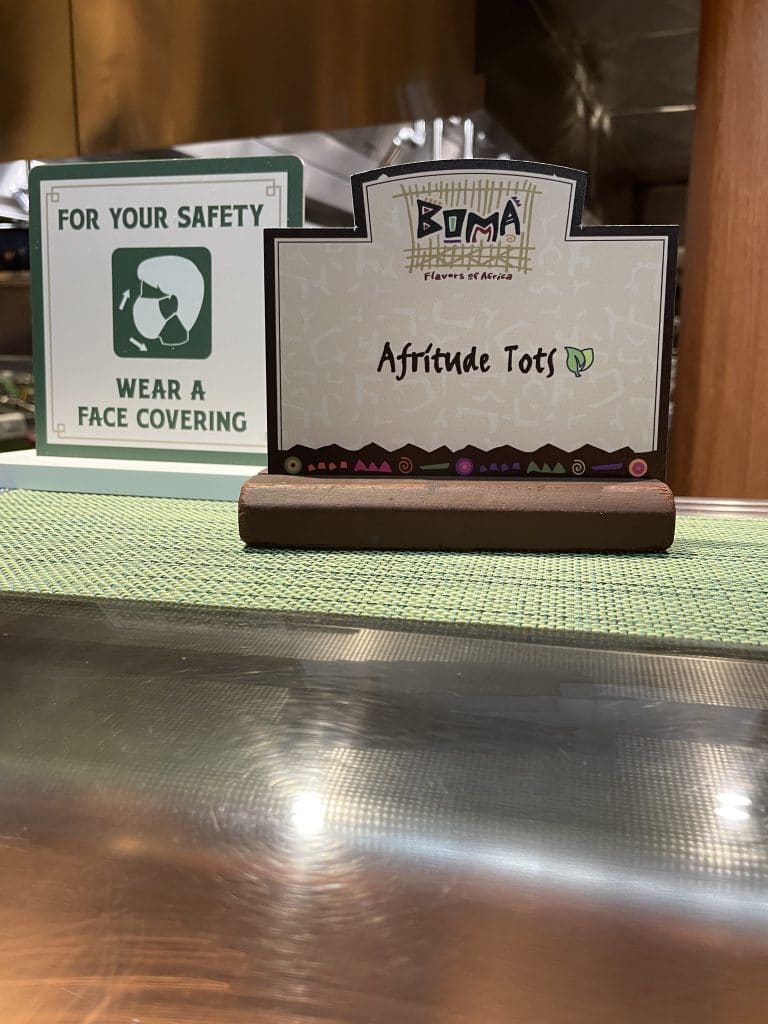 FOR YOUR SAFETY
WEAR A
FACE COVERING
BOMA
Flavors of Africa
Afritude Tots